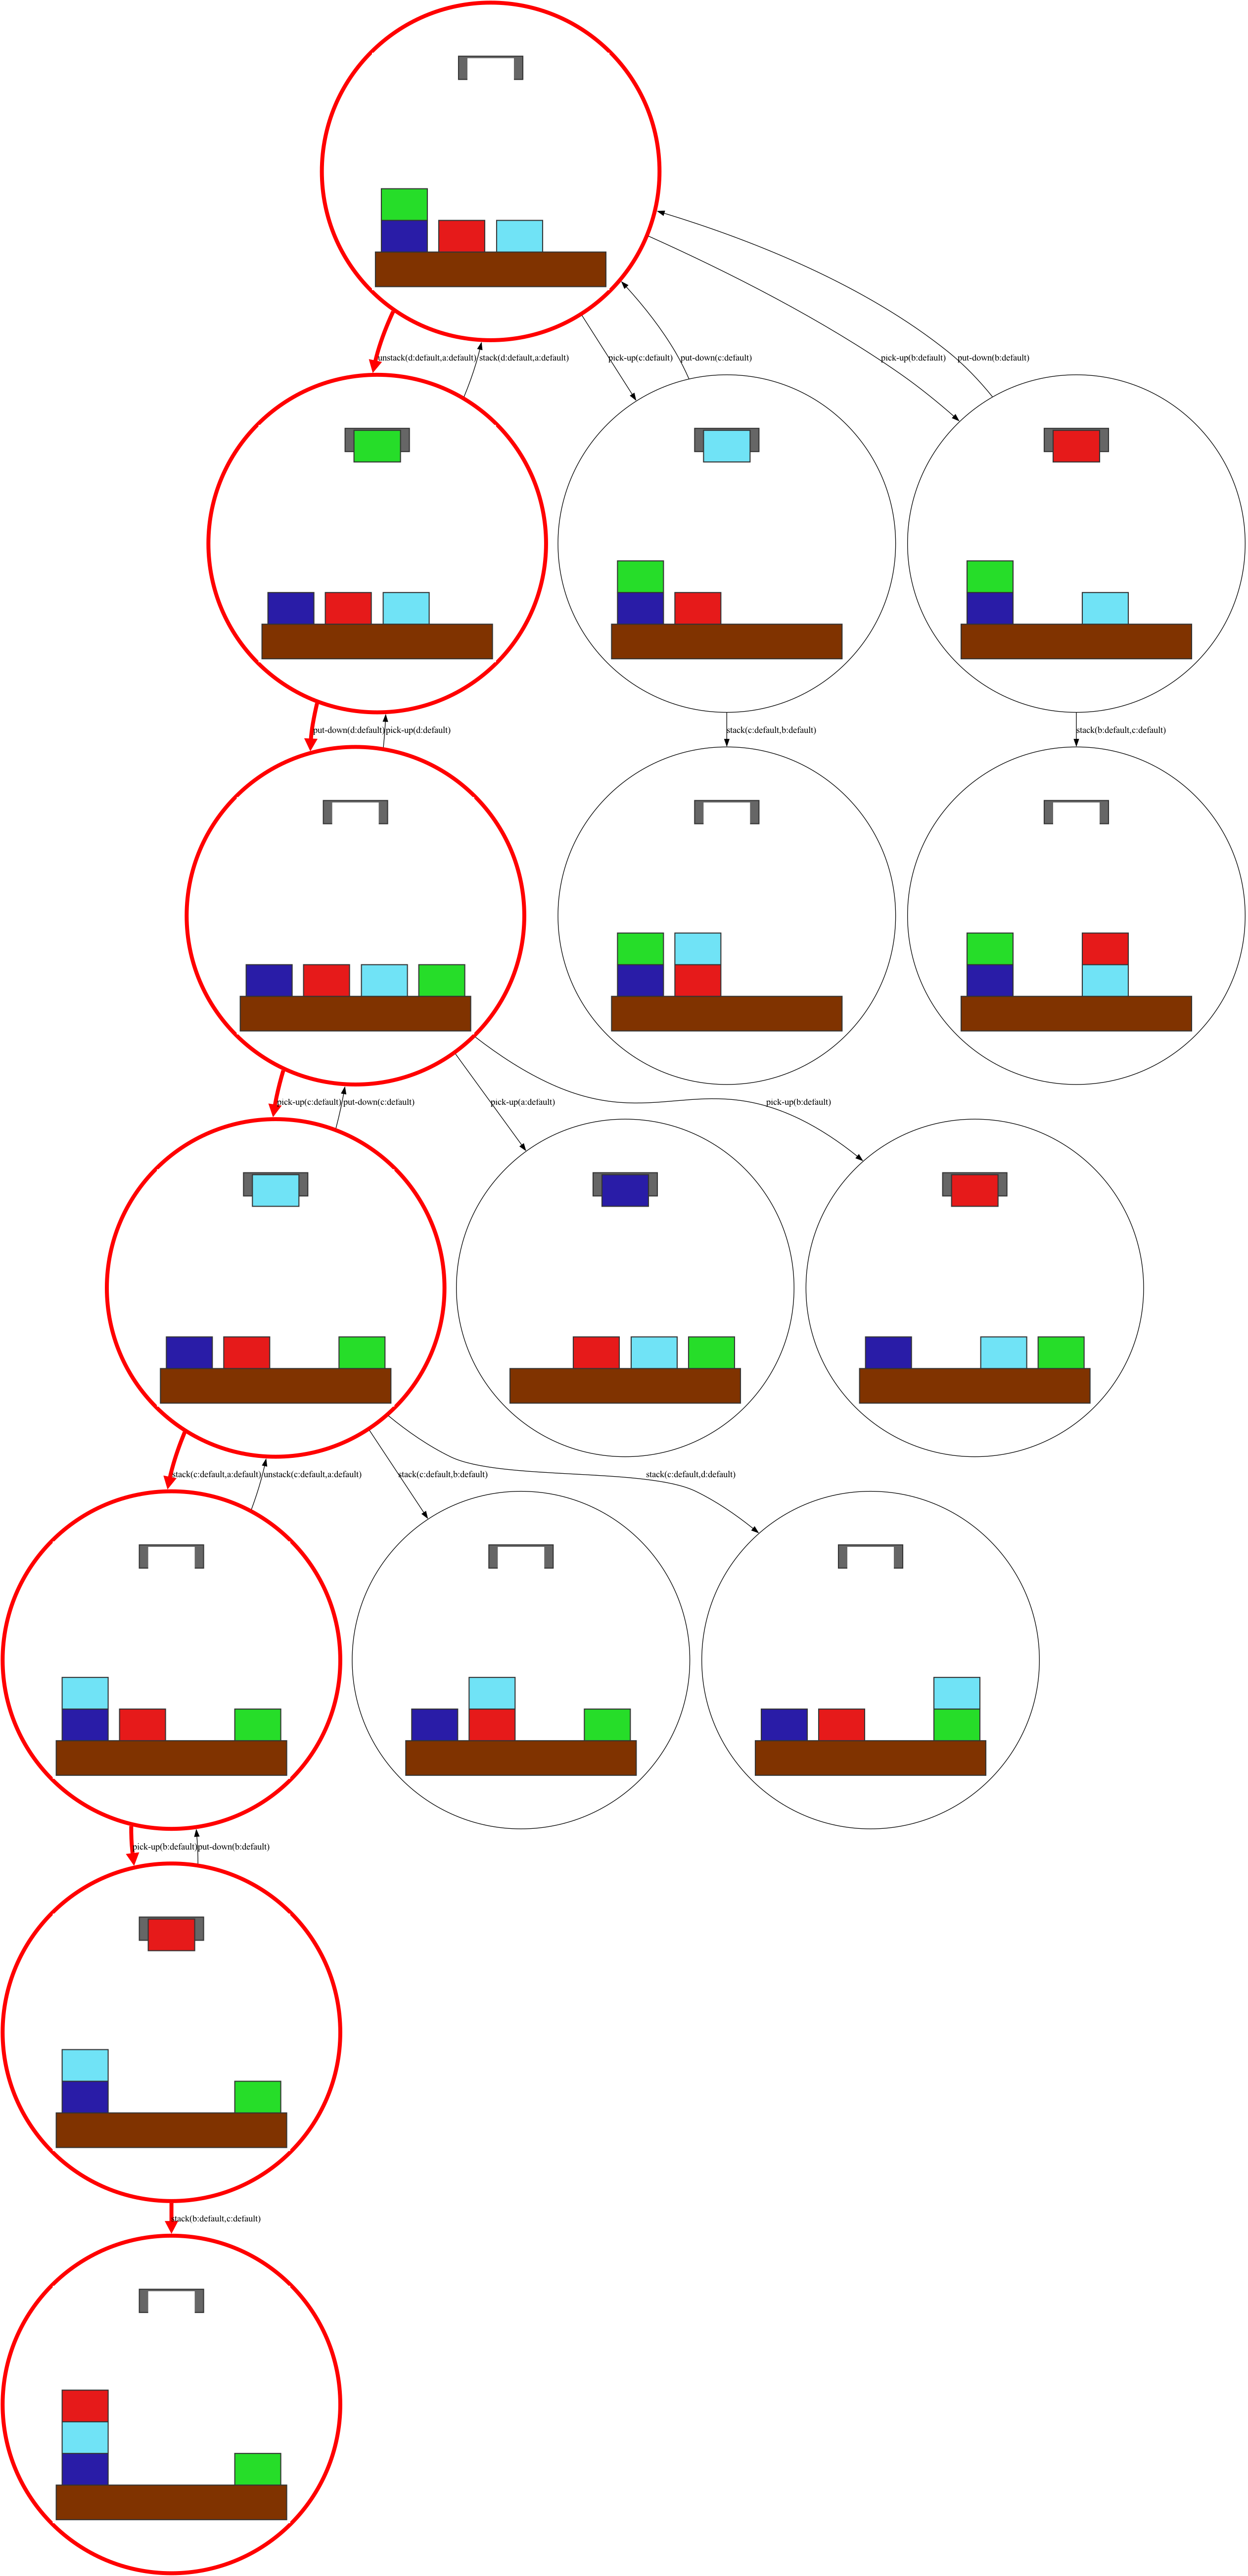 unstack(d:default,a:default)
stack(d:default,a:default)
pick-up(c:default)
put-down(c:default)
pick-up(b:default)
put-down(b:default)
put-down(d:default)
pick-up(d:default)
stack(c:default,b:default)
stack(b:default,c:default)
pick-up(c:default)
put-down(c:default)
pick-up(a:default)
pick-up(b:default)
stack(c:default,a:default)
unstack(c:default,a:default)
stack(c:default,b:default)
stack(c:default,d:default)
pick-up(b:default)
put-down(b:default)
stack(b:default,c:default)